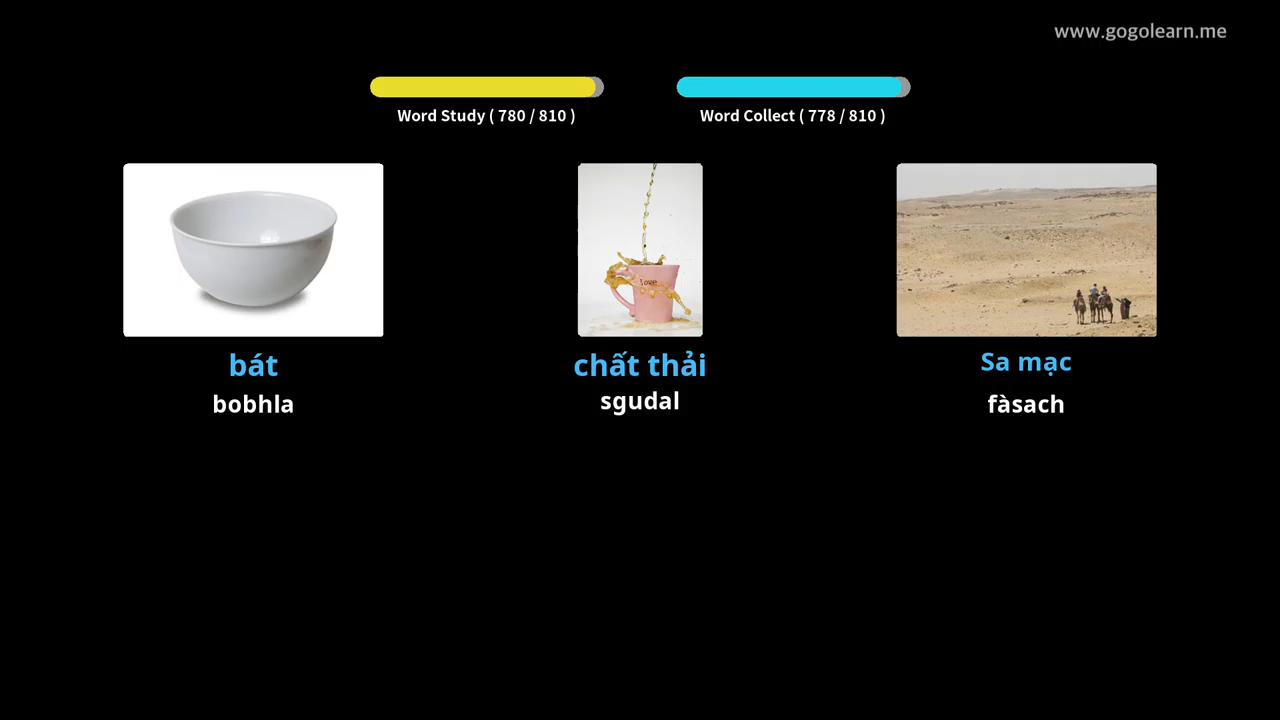 www.gogolearn.me
Word Study ( 780 / 810 )
Word Collect ( 778 / 810 )
love
bát
chất thải
Sa mạc
bobhla
sgudal
fàsach